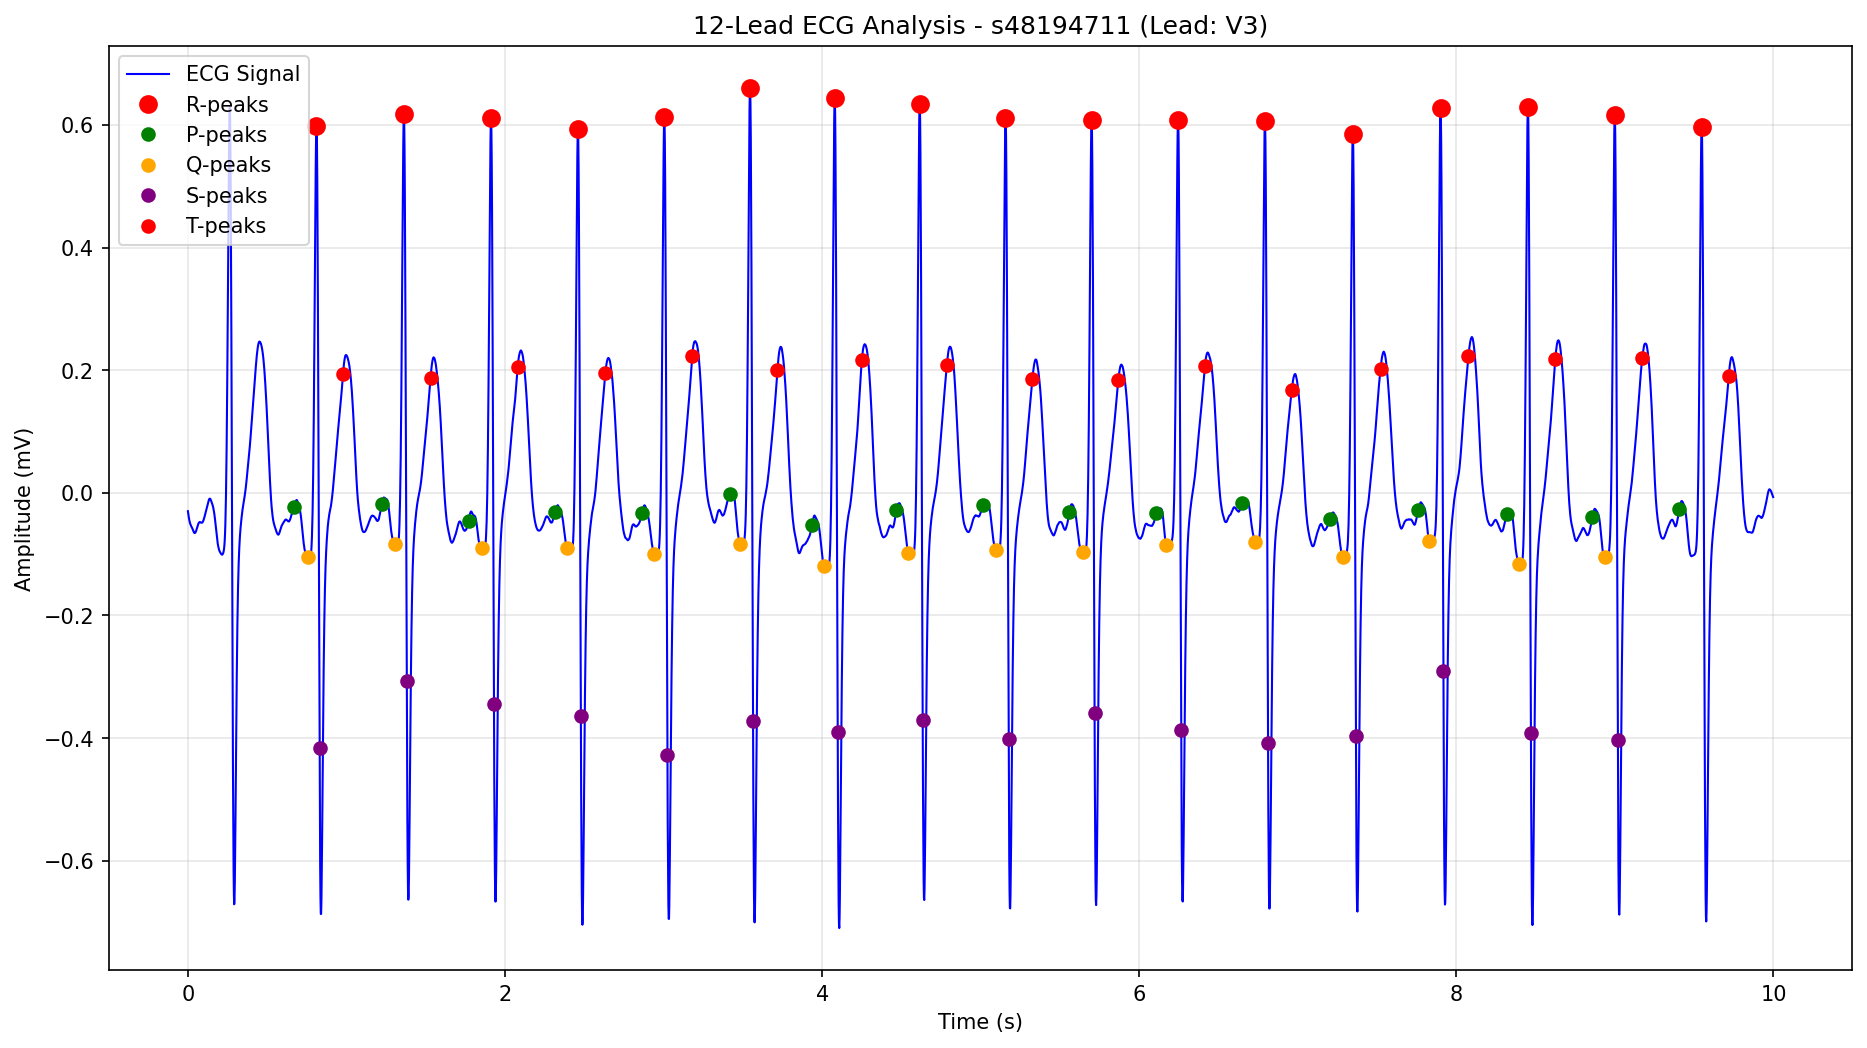 12-Lead ECG Analysis - s48194711 (Lead: V3)
ECG Signal
R-peaks
P-peaks
Q-peaks
S-peaks
T-peaks
Amplitude (mV)
0.6
0.4
0.2
0.0
−0.2
−0.4
−0.6
0 2 4 6 8 10
Time (s)